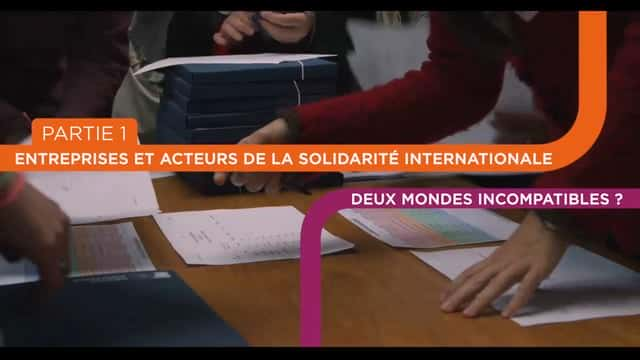 PARTIE 1
ENTREPRISES ET ACTEURS DE LA SOLIDARITÉ INTERNATIONALE
DEUX MONDES INCOMPATIBLES ?